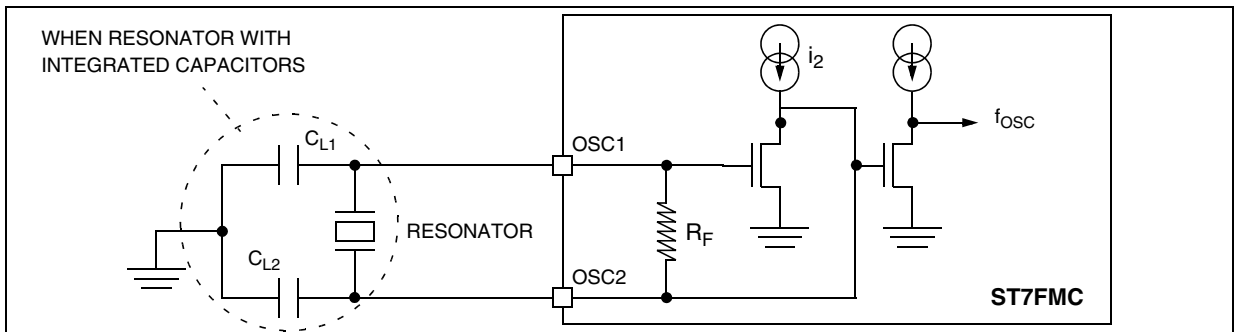 WHEN RESONATOR WITH
INTEGRATED CAPACITORS
i2
fOSC
CL1
OSC1
RESONATOR
RF
CL2
OSC2
ST7FMC